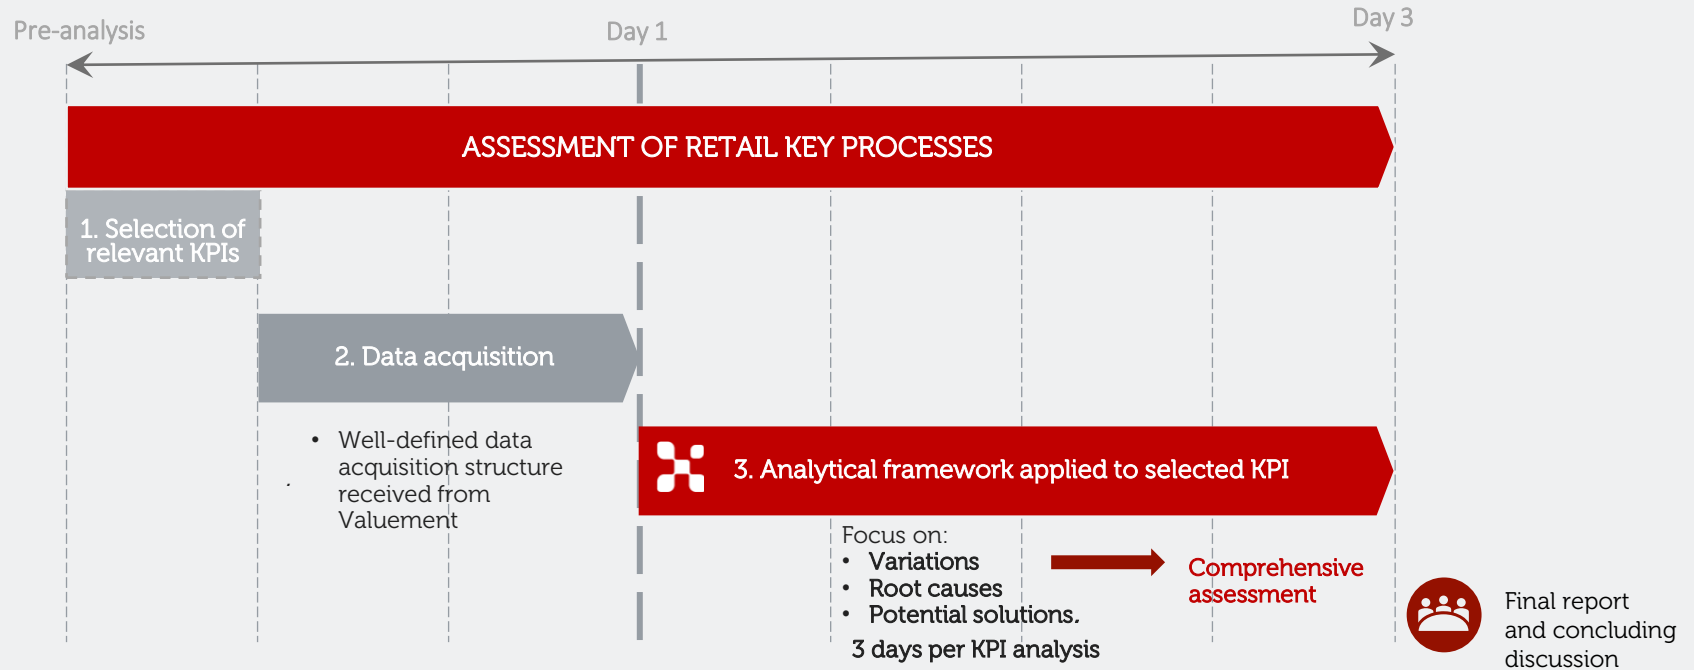 Pre-analysis
Day 1
Day 3
ASSESSMENT OF RETAIL KEY PROCESSES
1. Selection of
relevant KPIs
2. Data acquisition
• Well-defined data
acquisition structure
received from
Valuement
.
3. Analytical framework applied to selected KPI
Focus on:
• Variations
• Root causes
• Potential solutions.
3 days per KPI analysis
Comprehensive
assessment
Final report
and concluding
discussion